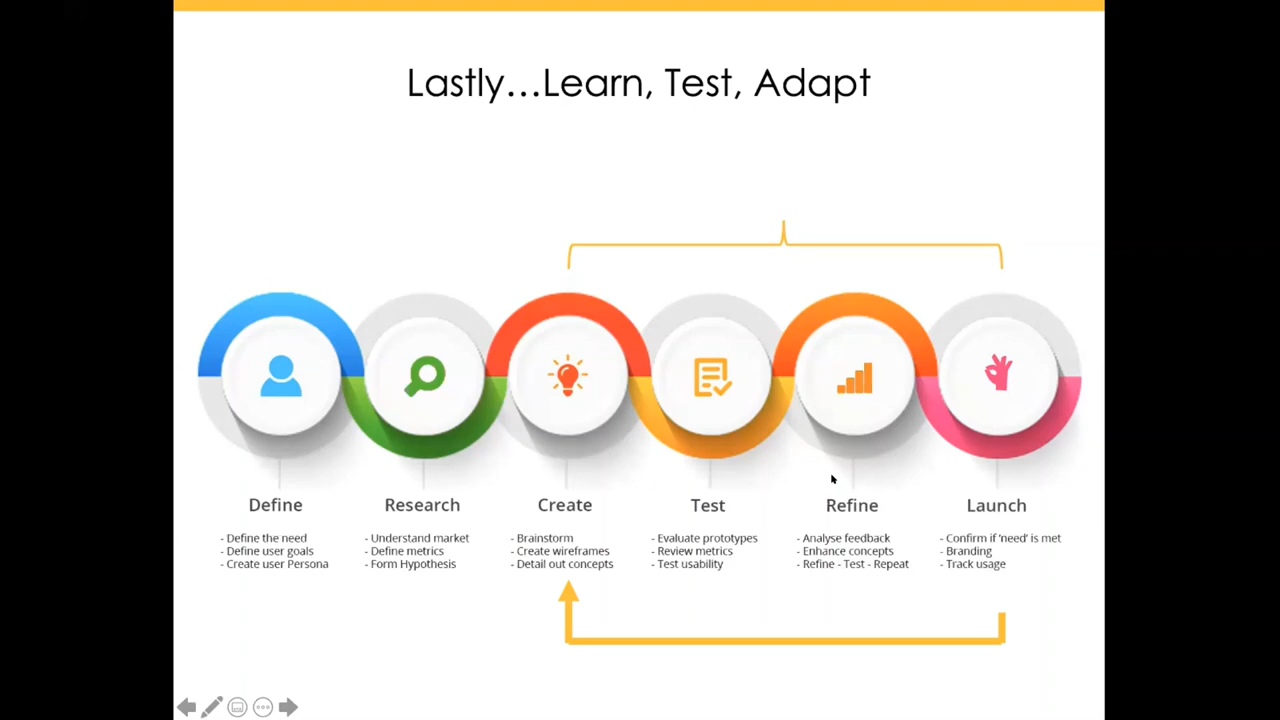 Lastly...Learn, Test, Adapt
Define
- Define the need
- Define user goals
- Create user Persona
Research
- Understand market
- Define metrics
- Form Hypothesis
Create
- Brainstorm
- Create wireframes
- Detail out concepts
Test
- Evaluate prototypes
- Review metrics
- Test usability
Refine
- Analyse feedback
- Enhance concepts
- Refine - Test - Repeat
Launch
- Confirm if 'need' is met
- Branding
- Track usage